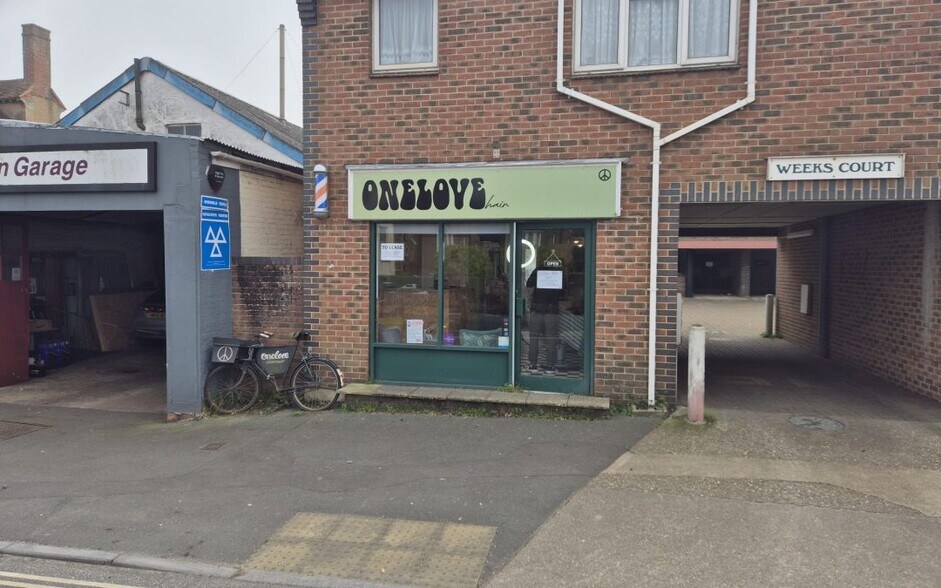 n Garage
ONELOVE hair
WEEKS COURT
TO LEASE
OPEN
Onelove